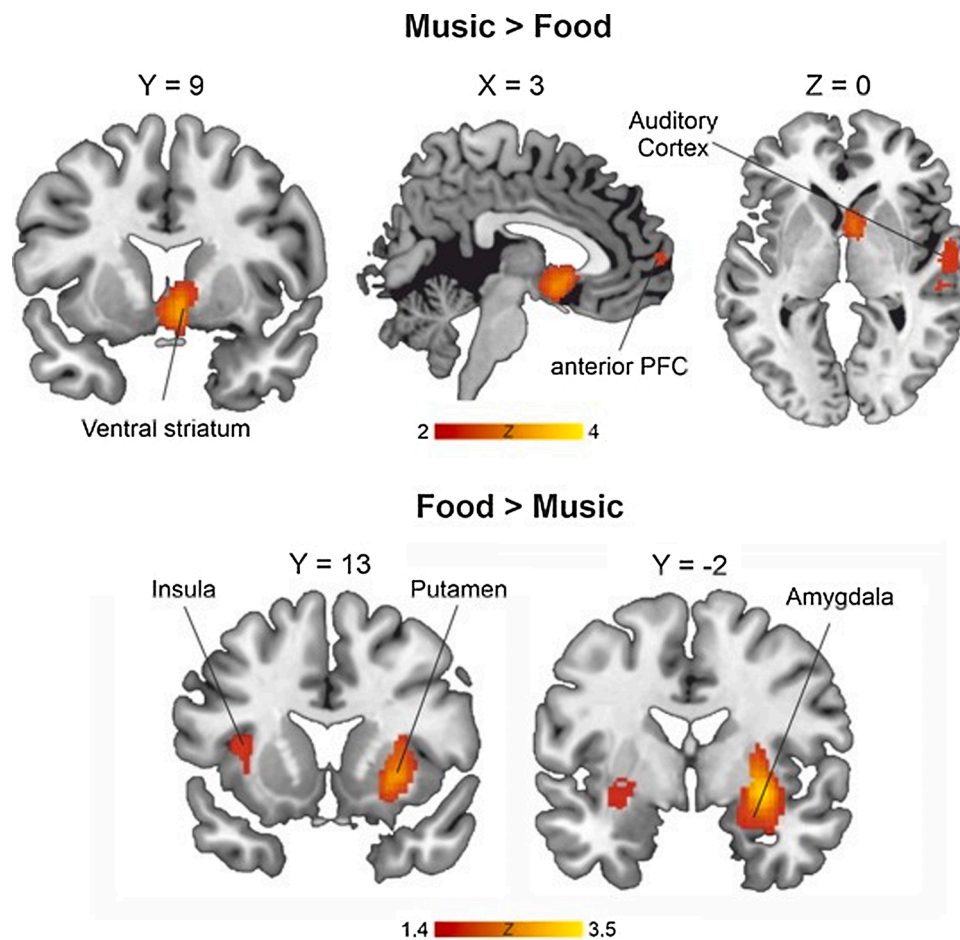 Music > Food
Y = 9
X = 3
Z = 0
Auditory
Cortex
anterior PFC
Ventral striatum
2 Z 4
Food > Music
Y = 13
Y = -2
Insula
Putamen
Amygdala
1.4 Z 3.5